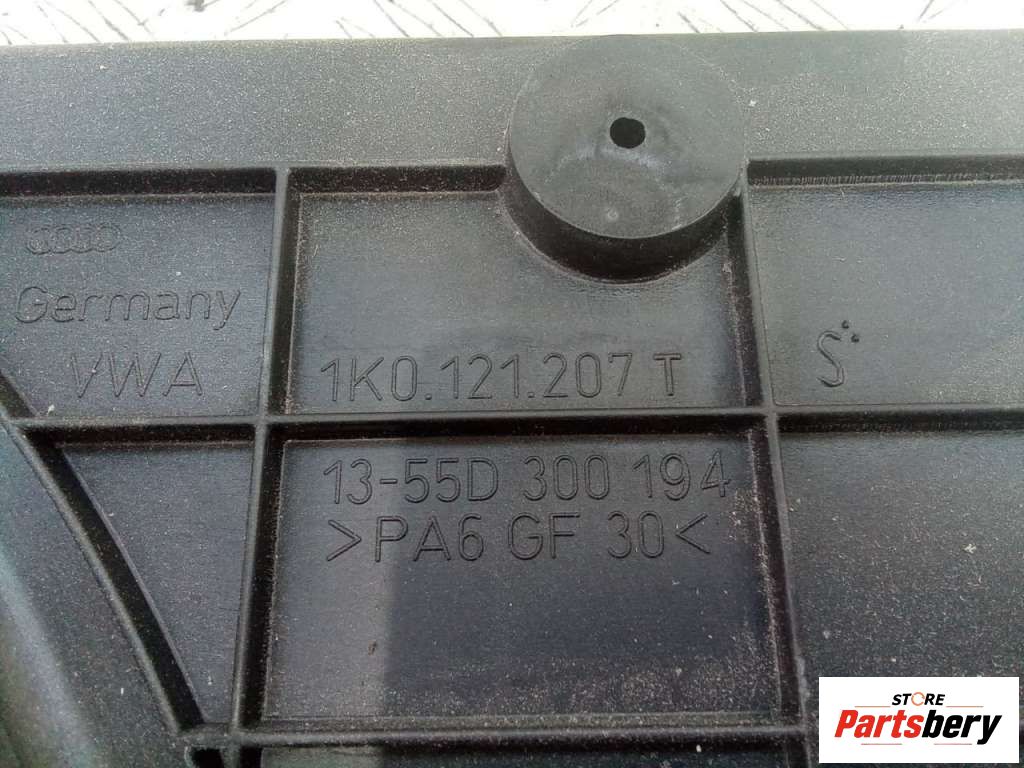 Germany
VWA
1K0.121.207 T
S
13-55D 300 194
>PA6 GF 30<
STORE
Partsbery